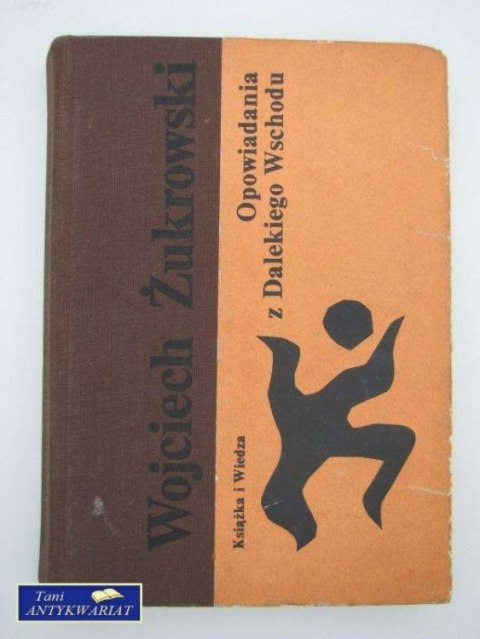 Wojciech Żukrowski
Opowiadania
z Dalekiego Wschodu
Książka i Wiedza
Tani
ANTYKWARIAT